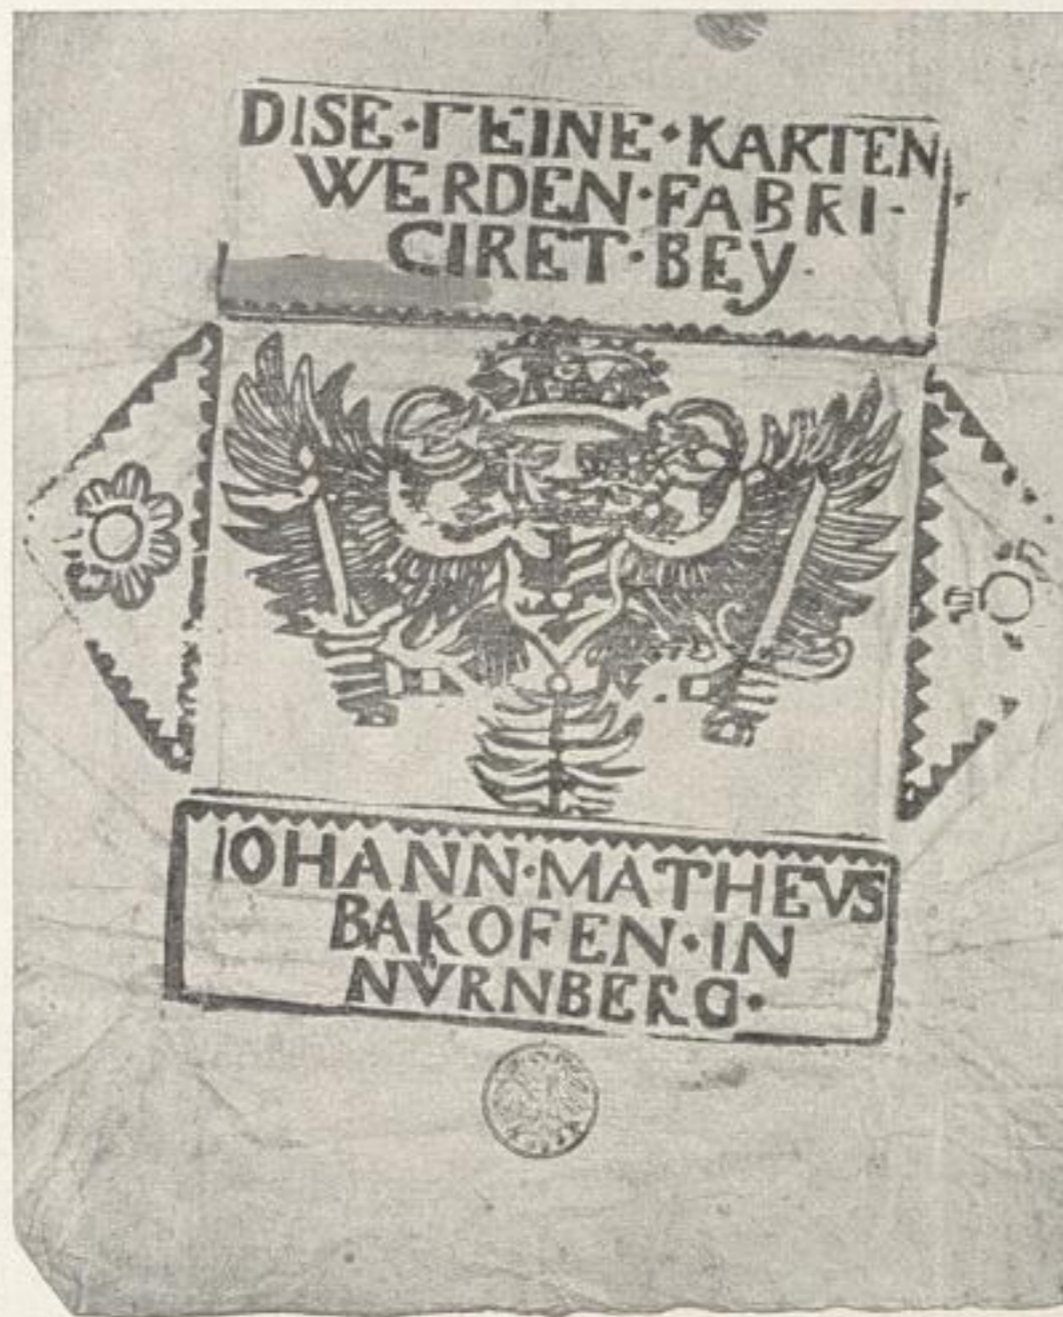 DISE·FEINE·KARTEN
WERDEN·FABRI-
CIRET·BEY·
IOHANN·MATHEVS
BAKOFEN·IN
NVRNBERG·